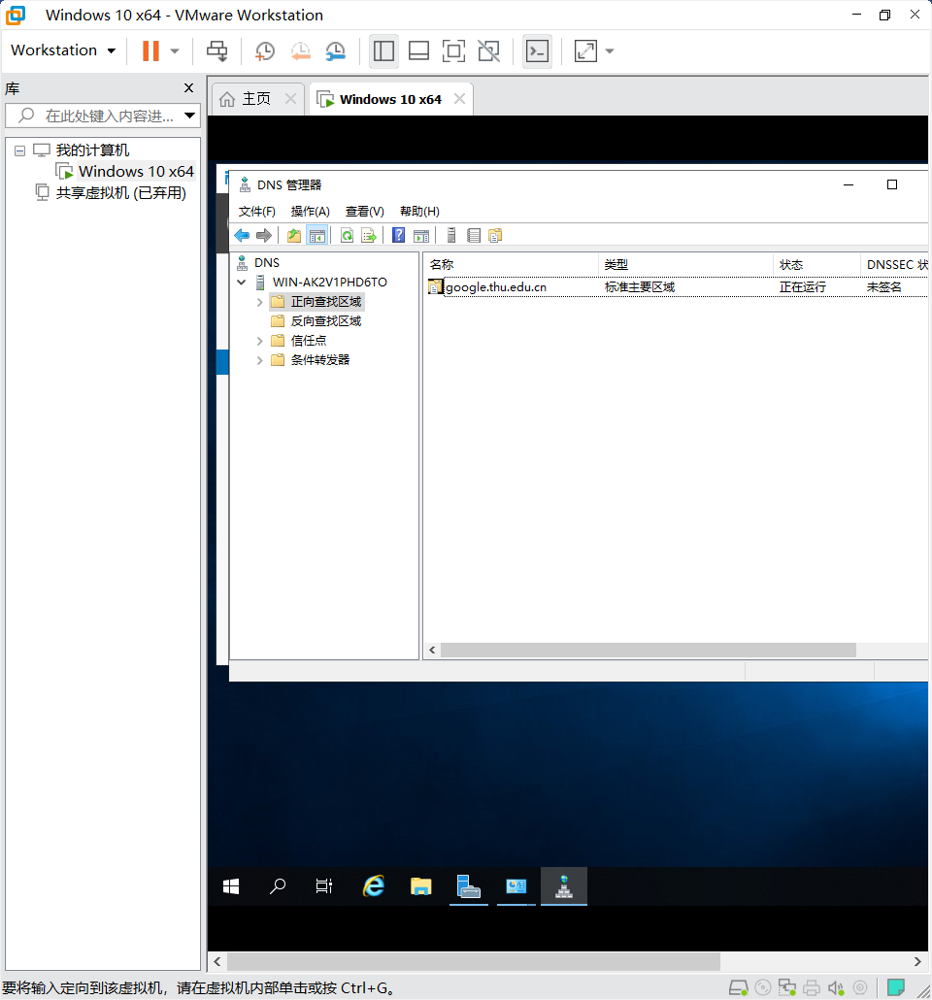 Windows 10 x64 - VMware Workstation
Workstation
库
主页
Windows 10 x64
在此处键入内容进...
我的计算机
Windows 10 x64
共享虚拟机 (已弃用)
DNS 管理器
文件(F) 操作(A) 查看(V) 帮助(H)
DNS
WIN-AK2V1PHD6TO
正向查找区域
反向查找区域
信任点
条件转发器
名称 类型 状态 DNSSEC 状
google.thu.edu.cn 标准主要区域 正在运行 未签名
要将输入定向到该虚拟机，请在虚拟机内部单击或按 Ctrl+G。